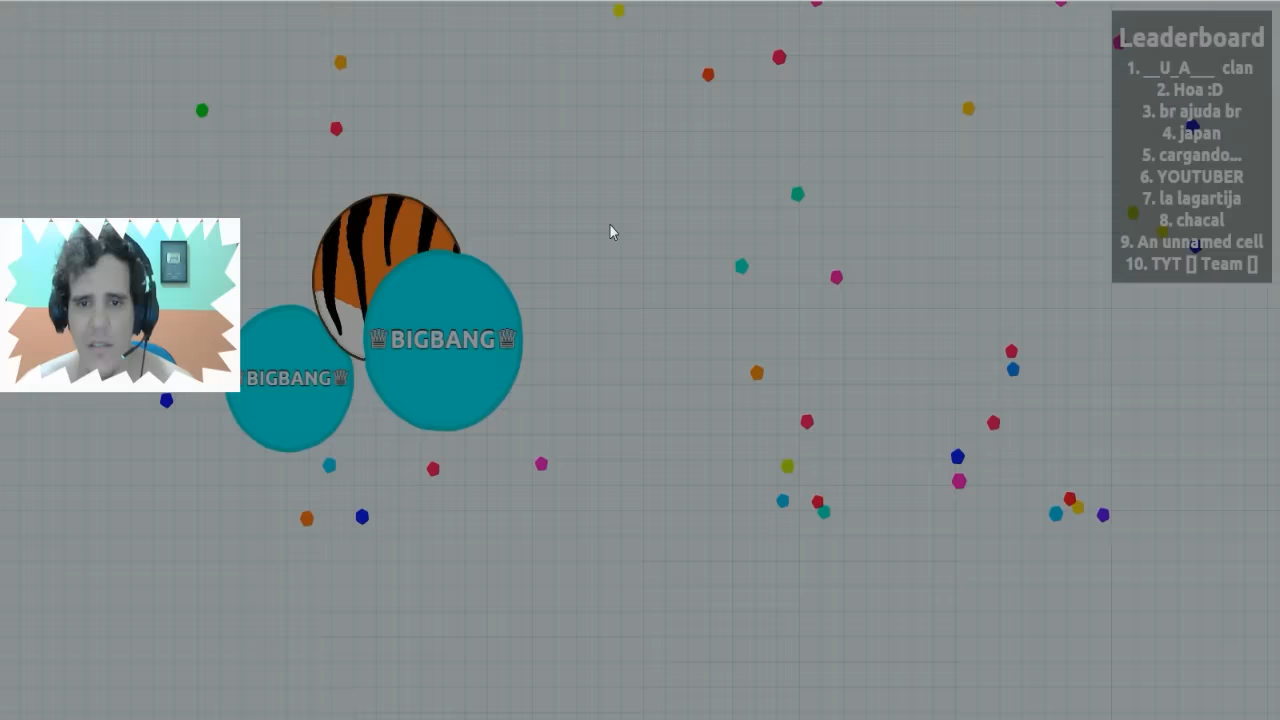 Leaderboard
1. __U_A___ clan
2. Hoa :D
3. br ajuda br
4. japan
5. cargando...
6. YOUTUBER
7. la lagartija
8. chacal
9. An unnamed cell
10. TYT [] Team []
♕BIGBANG♕
BIGBANG♕